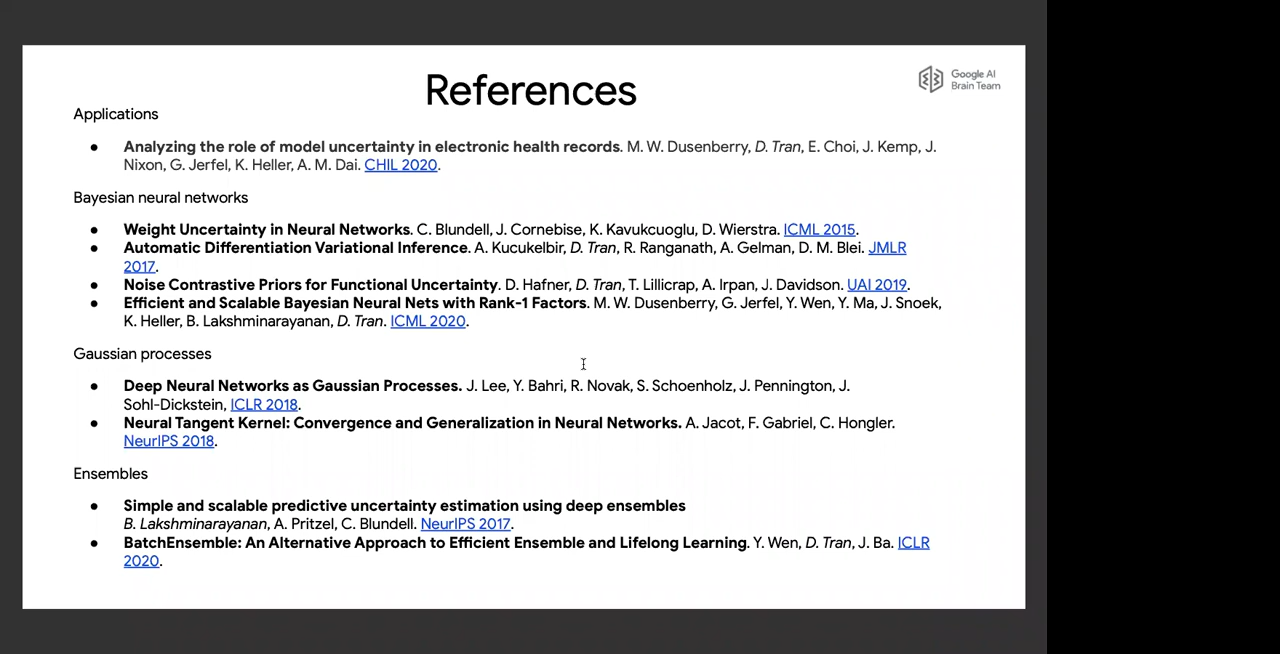 References
Google AI
Brain Team
Applications
● Analyzing the role of model uncertainty in electronic health records. M. W. Dusenberry, D. Tran, E. Choi, J. Kemp, J.
Nixon, G. Jerfel, K. Heller, A. M. Dai. CHIL 2020.
Bayesian neural networks
● Weight Uncertainty in Neural Networks. C. Blundell, J. Cornebise, K. Kavukcuoglu, D. Wierstra. ICML 2015.
● Automatic Differentiation Variational Inference. A. Kucukelbir, D. Tran, R. Ranganath, A. Gelman, D. M. Blei. JMLR
2017.
● Noise Contrastive Priors for Functional Uncertainty. D. Hafner, D. Tran, T. Lillicrap, A. Irpan, J. Davidson. UAI 2019.
● Efficient and Scalable Bayesian Neural Nets with Rank-1 Factors. M. W. Dusenberry, G. Jerfel, Y. Wen, Y. Ma, J. Snoek,
K. Heller, B. Lakshminarayanan, D. Tran. ICML 2020.
Gaussian processes
● Deep Neural Networks as Gaussian Processes. J. Lee, Y. Bahri, R. Novak, S. Schoenholz, J. Pennington, J.
Sohl-Dickstein, ICLR 2018.
● Neural Tangent Kernel: Convergence and Generalization in Neural Networks. A. Jacot, F. Gabriel, C. Hongler.
NeurIPS 2018.
Ensembles
● Simple and scalable predictive uncertainty estimation using deep ensembles
B. Lakshminarayanan, A. Pritzel, C. Blundell. NeurIPS 2017.
● BatchEnsemble: An Alternative Approach to Efficient Ensemble and Lifelong Learning. Y. Wen, D. Tran, J. Ba. ICLR
2020.